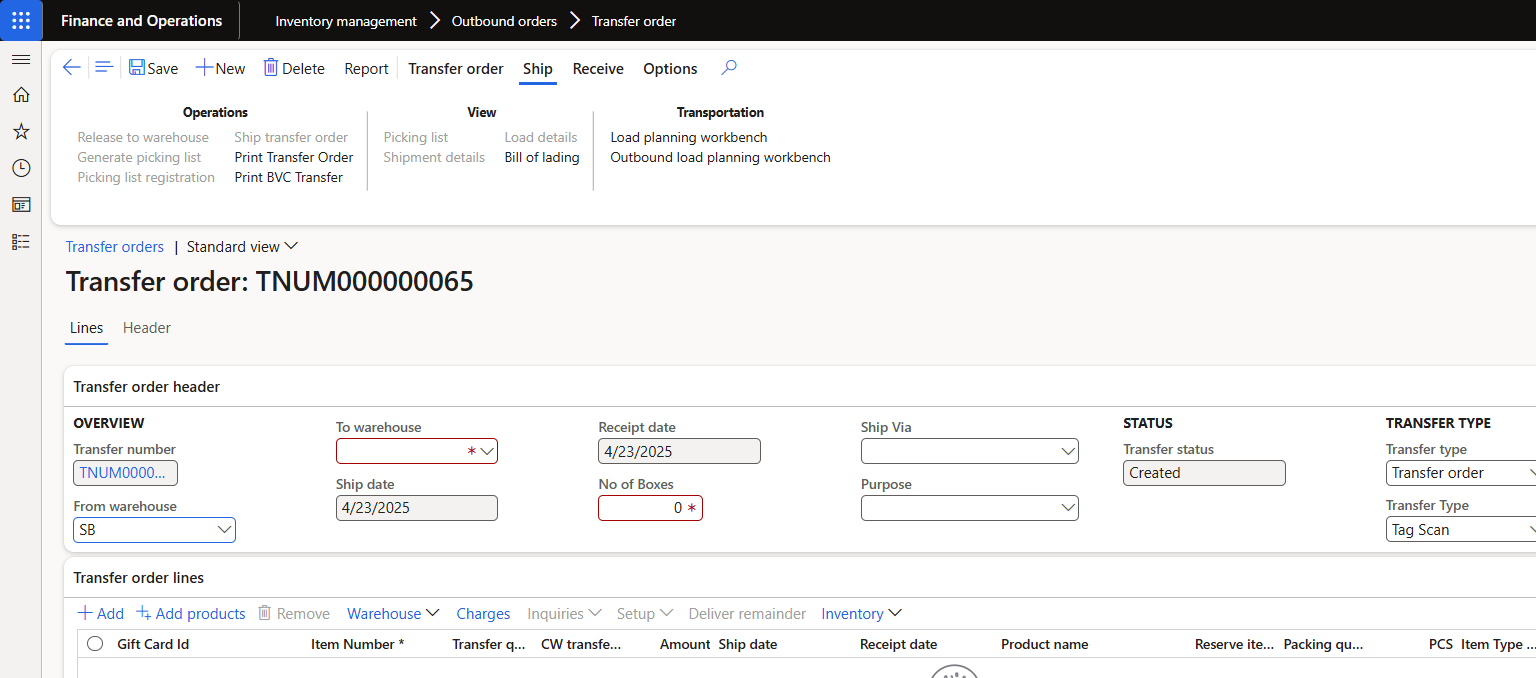 Finance and Operations
Inventory management > Outbound orders > Transfer order
Save New Delete Report Transfer order Ship Receive Options
Operations View Transportation
Release to warehouse Ship transfer order Picking list Load details Load planning workbench
Generate picking list Print Transfer Order Shipment details Bill of lading Outbound load planning workbench
Picking list registration Print BVC Transfer
Transfer orders | Standard view
Transfer order: TNUM000000065
Lines Header
Transfer order header
OVERVIEW
Transfer number
TNUM0000...
From warehouse
SB
To warehouse
*
Ship date
4/23/2025
Receipt date
4/23/2025
No of Boxes
0 *
Ship Via
Purpose
STATUS
Transfer status
Created
TRANSFER TYPE
Transfer type
Transfer order
Transfer Type
Tag Scan
Transfer order lines
Add Add products Remove Warehouse Charges Inquiries Setup Deliver remainder Inventory
Gift Card Id Item Number * Transfer q... CW transfe... Amount Ship date Receipt date Product name Reserve ite... Packing qu... PCS Item Type ...